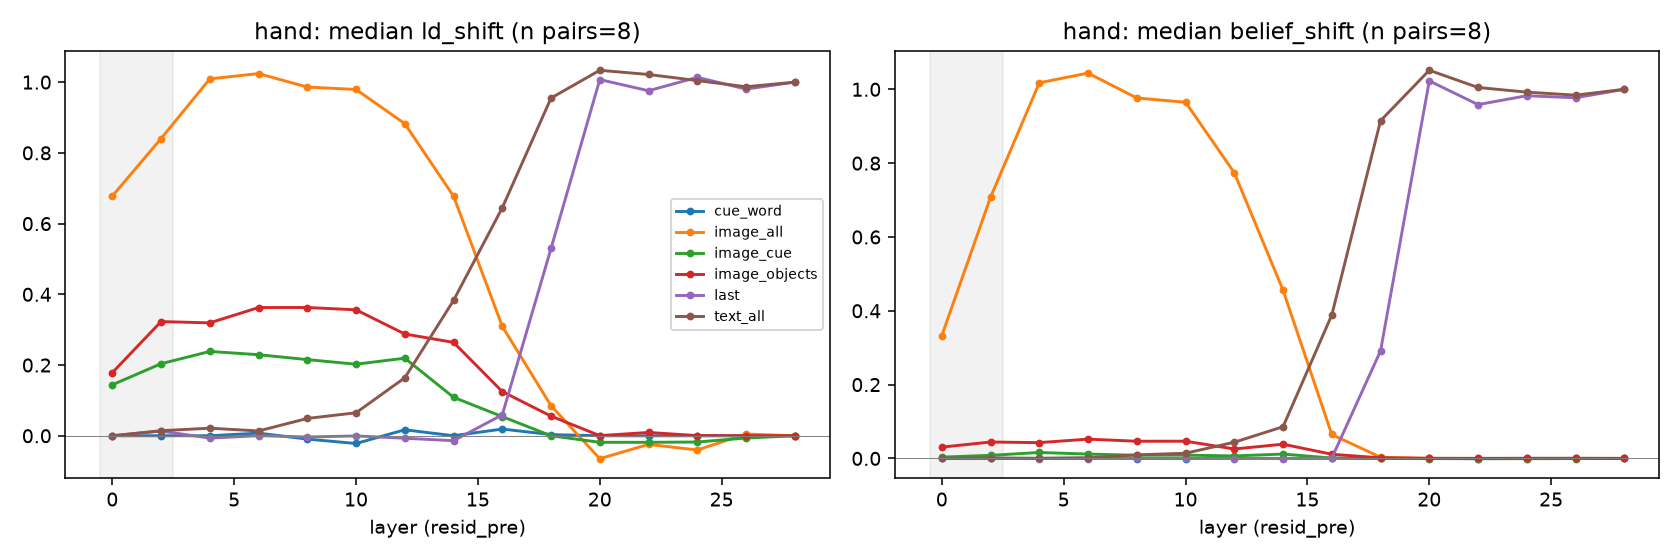 hand: median ld_shift (n pairs=8)
1.0
0.8
0.6
0.4
0.2
0.0
0 5 10 15 20 25
layer (resid_pre)
cue_word
image_all
image_cue
image_objects
last
text_all
hand: median belief_shift (n pairs=8)
1.0
0.8
0.6
0.4
0.2
0.0
0 5 10 15 20 25
layer (resid_pre)